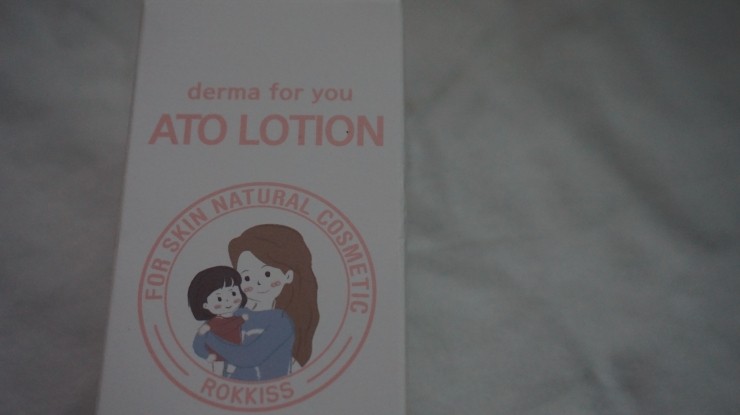 derma for you
ATO LOTION
FOR SKIN NATURAL COSMETIC
ROKKISS